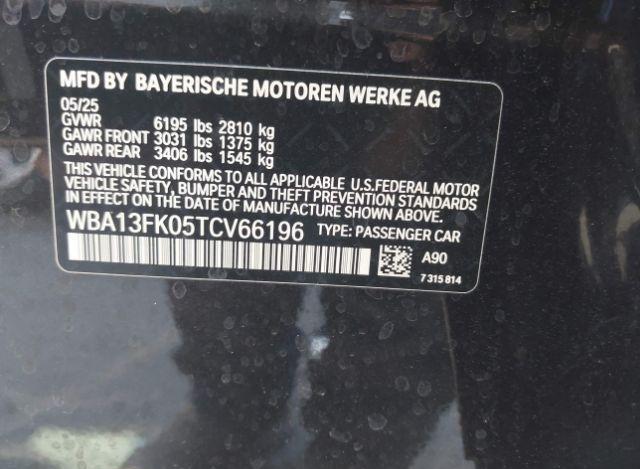 MFD BY BAYERISCHE MOTOREN WERKE AG
05/25
GVWR 6195 lbs 2810 kg
GAWR FRONT 3031 lbs 1375 kg
GAWR REAR 3406 lbs 1545 kg
THIS VEHICLE CONFORMS TO ALL APPLICABLE U.S.FEDERAL MOTOR
VEHICLE SAFETY, BUMPER AND THEFT PREVENTION STANDARDS
IN EFFECT ON THE DATE OF MANUFACTURE SHOWN ABOVE.
WBA13FK05TCV66196 TYPE: PASSENGER CAR
A90
7 315 814